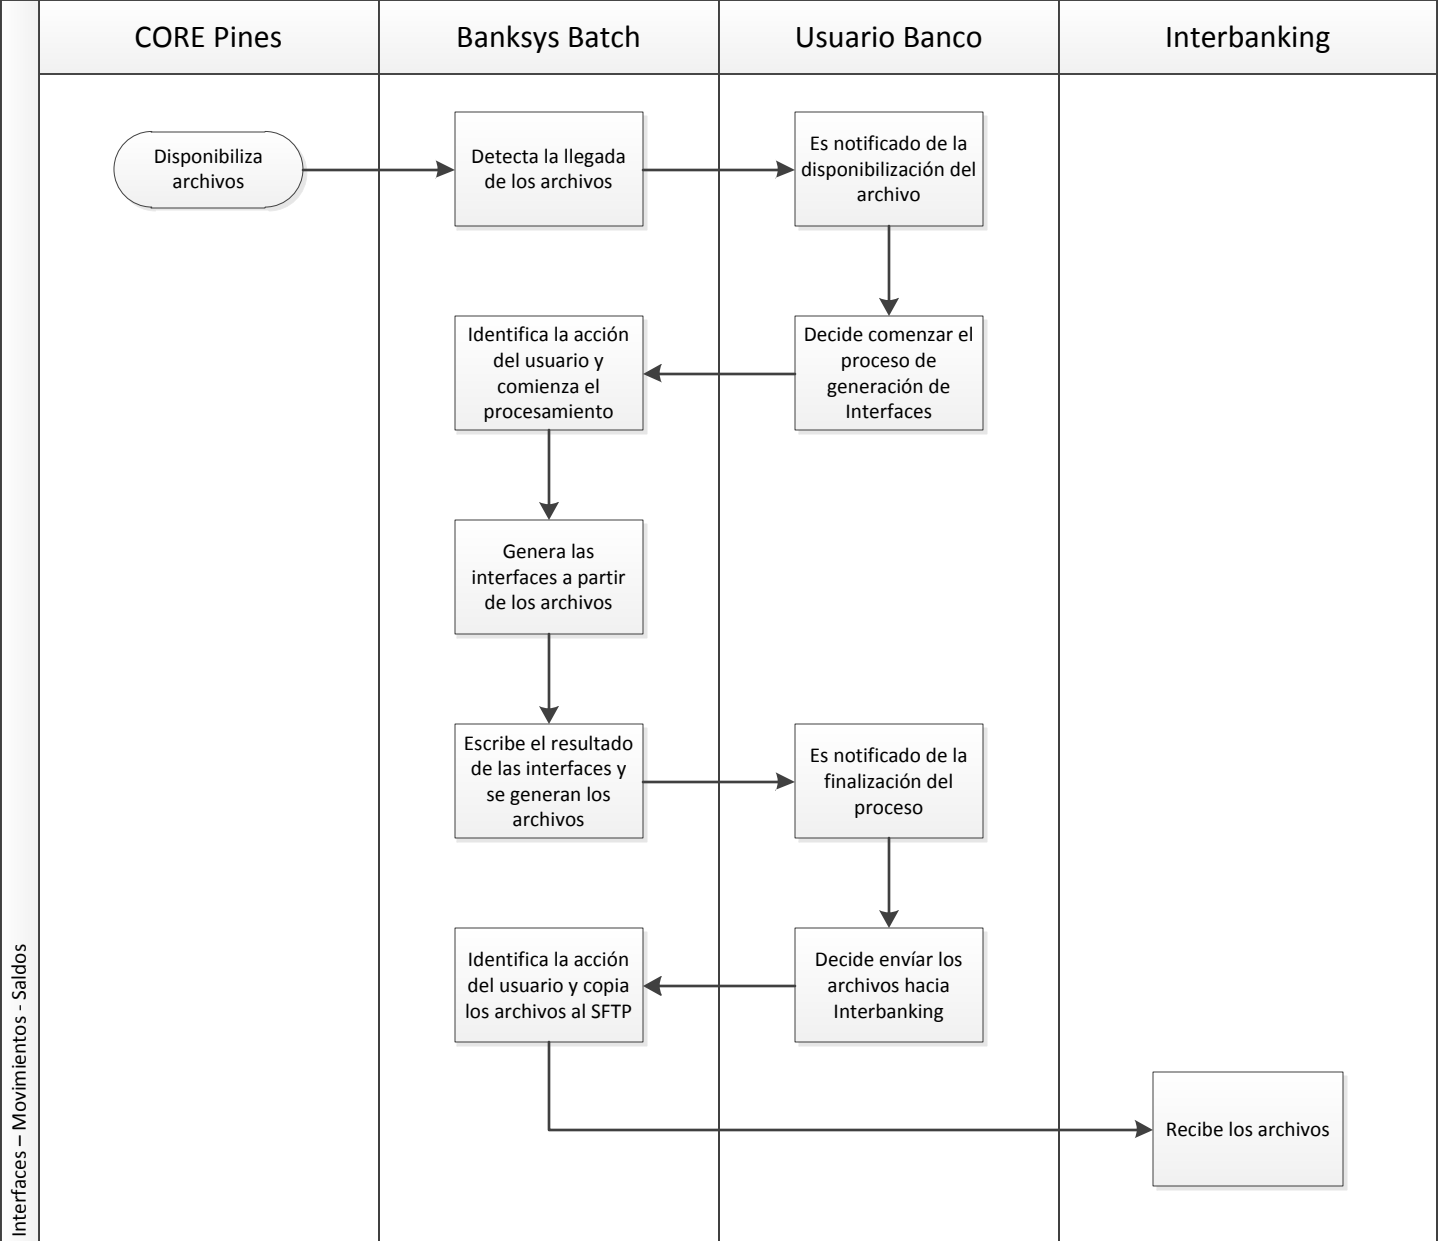 CORE Pines
Banksys Batch
Usuario Banco
Interbanking
Disponibiliza
archivos
Detecta la llegada
de los archivos
Es notificado de la
disponibilización del
archivo
Identifica la acción
del usuario y
comienza el
procesamiento
Decide comenzar el
proceso de
generación de
Interfaces
Genera las
interfaces a partir
de los archivos
Escribe el resultado
de las interfaces y
se generan los
archivos
Es notificado de la
finalización del
proceso
Identifica la acción
del usuario y copia
los archivos al SFTP
Decide envíar los
archivos hacia
Interbanking
Recibe los archivos
Interfaces – Movimientos - Saldos